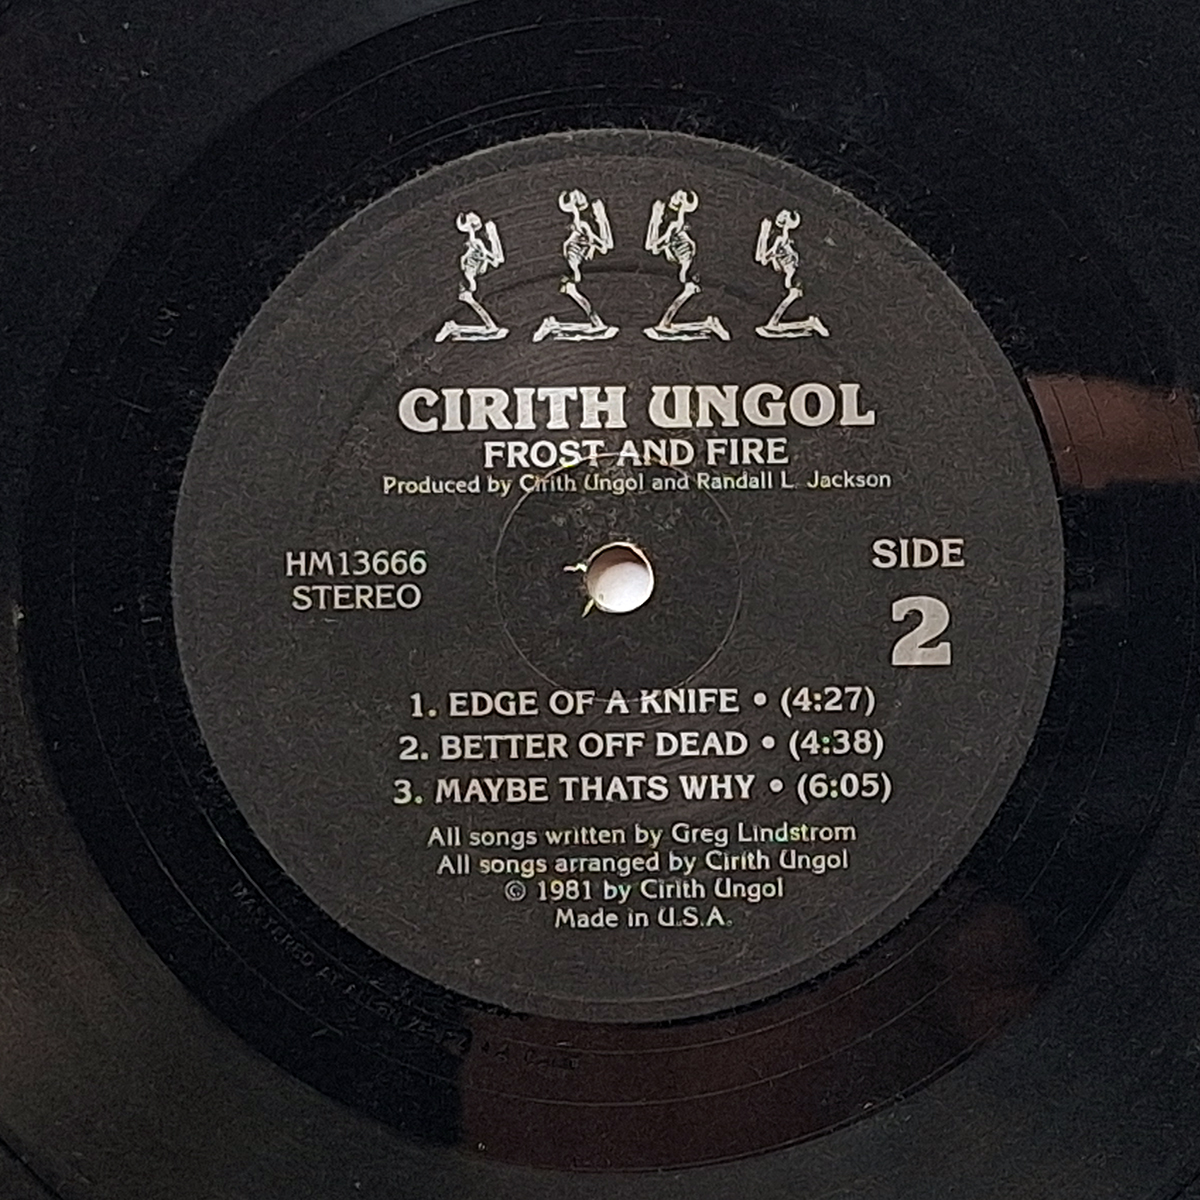 CIRITH UNGOL
FROST AND FIRE
Produced by Cirith Ungol and Randall L. Jackson
HM13666
STEREO
SIDE
2
1. EDGE OF A KNIFE • (4:27)
2. BETTER OFF DEAD • (4:38)
3. MAYBE THATS WHY • (6:05)
All songs written by Greg Lindstrom
All songs arranged by Cirith Ungol
© 1981 by Cirith Ungol
Made in U.S.A.
MASTERED AT